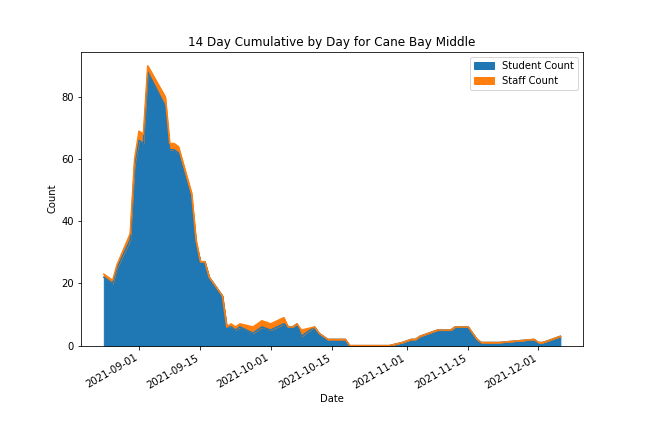 14 Day Cumulative by Day for Cane Bay Middle
Student Count
Staff Count
Count
80
60
40
20
0
2021-09-01
2021-09-15
2021-10-01
2021-10-15
2021-11-01
2021-11-15
2021-12-01
Date